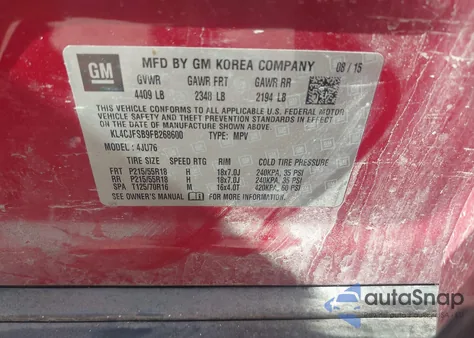 GM
MFD BY GM KOREA COMPANY 08/15
GVWR GAWR FRT GAWR RR
4409 LB 2348 LB 2194 LB
THIS VEHICLE CONFORMS TO ALL APPLICABLE U.S. FEDERAL MOTOR
VEHICLE SAFETY AND THEFT PREVENTION STANDARDS IN EFFECT ON
THE DATE OF MANUFACTURE SHOWN ABOVE.
KL4CJFSB9FB268600 TYPE: MPV
MODEL: 4JU76
TIRE SIZE SPEED RTG RIM COLD TIRE PRESSURE
FRT P215/55R18 H 18x7.0J 240KPA, 35 PSI
RR P215/55R18 H 18x7.0J 240KPA, 35 PSI
SPA T125/70R16 M 16x4.0T 420KPA, 60 PSI
SEE OWNER'S MANUAL FOR MORE INFORMATION.
autoSnap